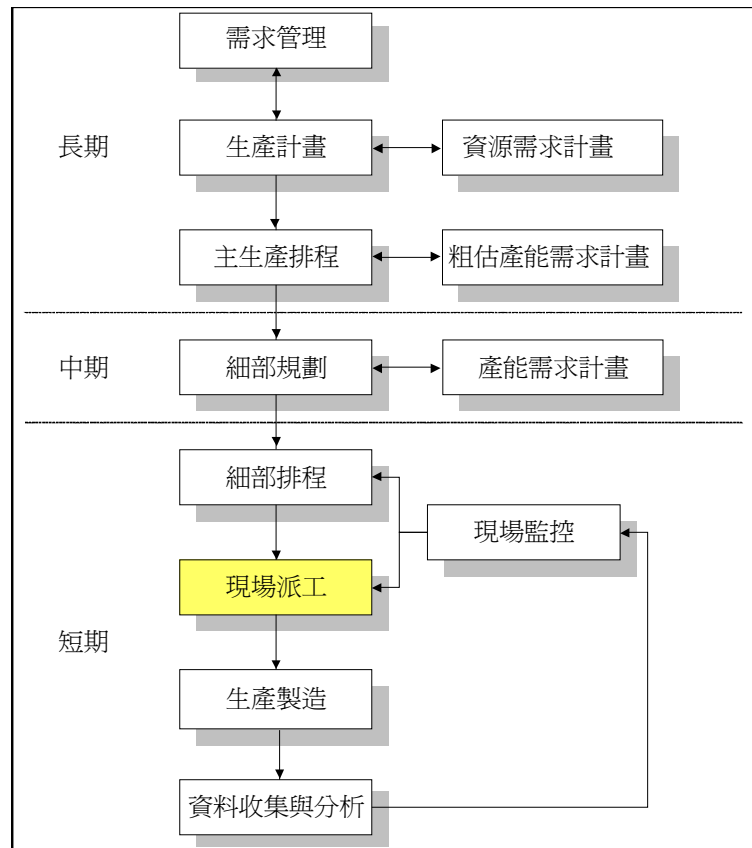 需求管理
長期
生產計畫
資源需求計畫
主生產排程
粗估產能需求計畫
中期
細部規劃
產能需求計畫
細部排程
現場監控
現場派工
短期
生產製造
資料收集與分析